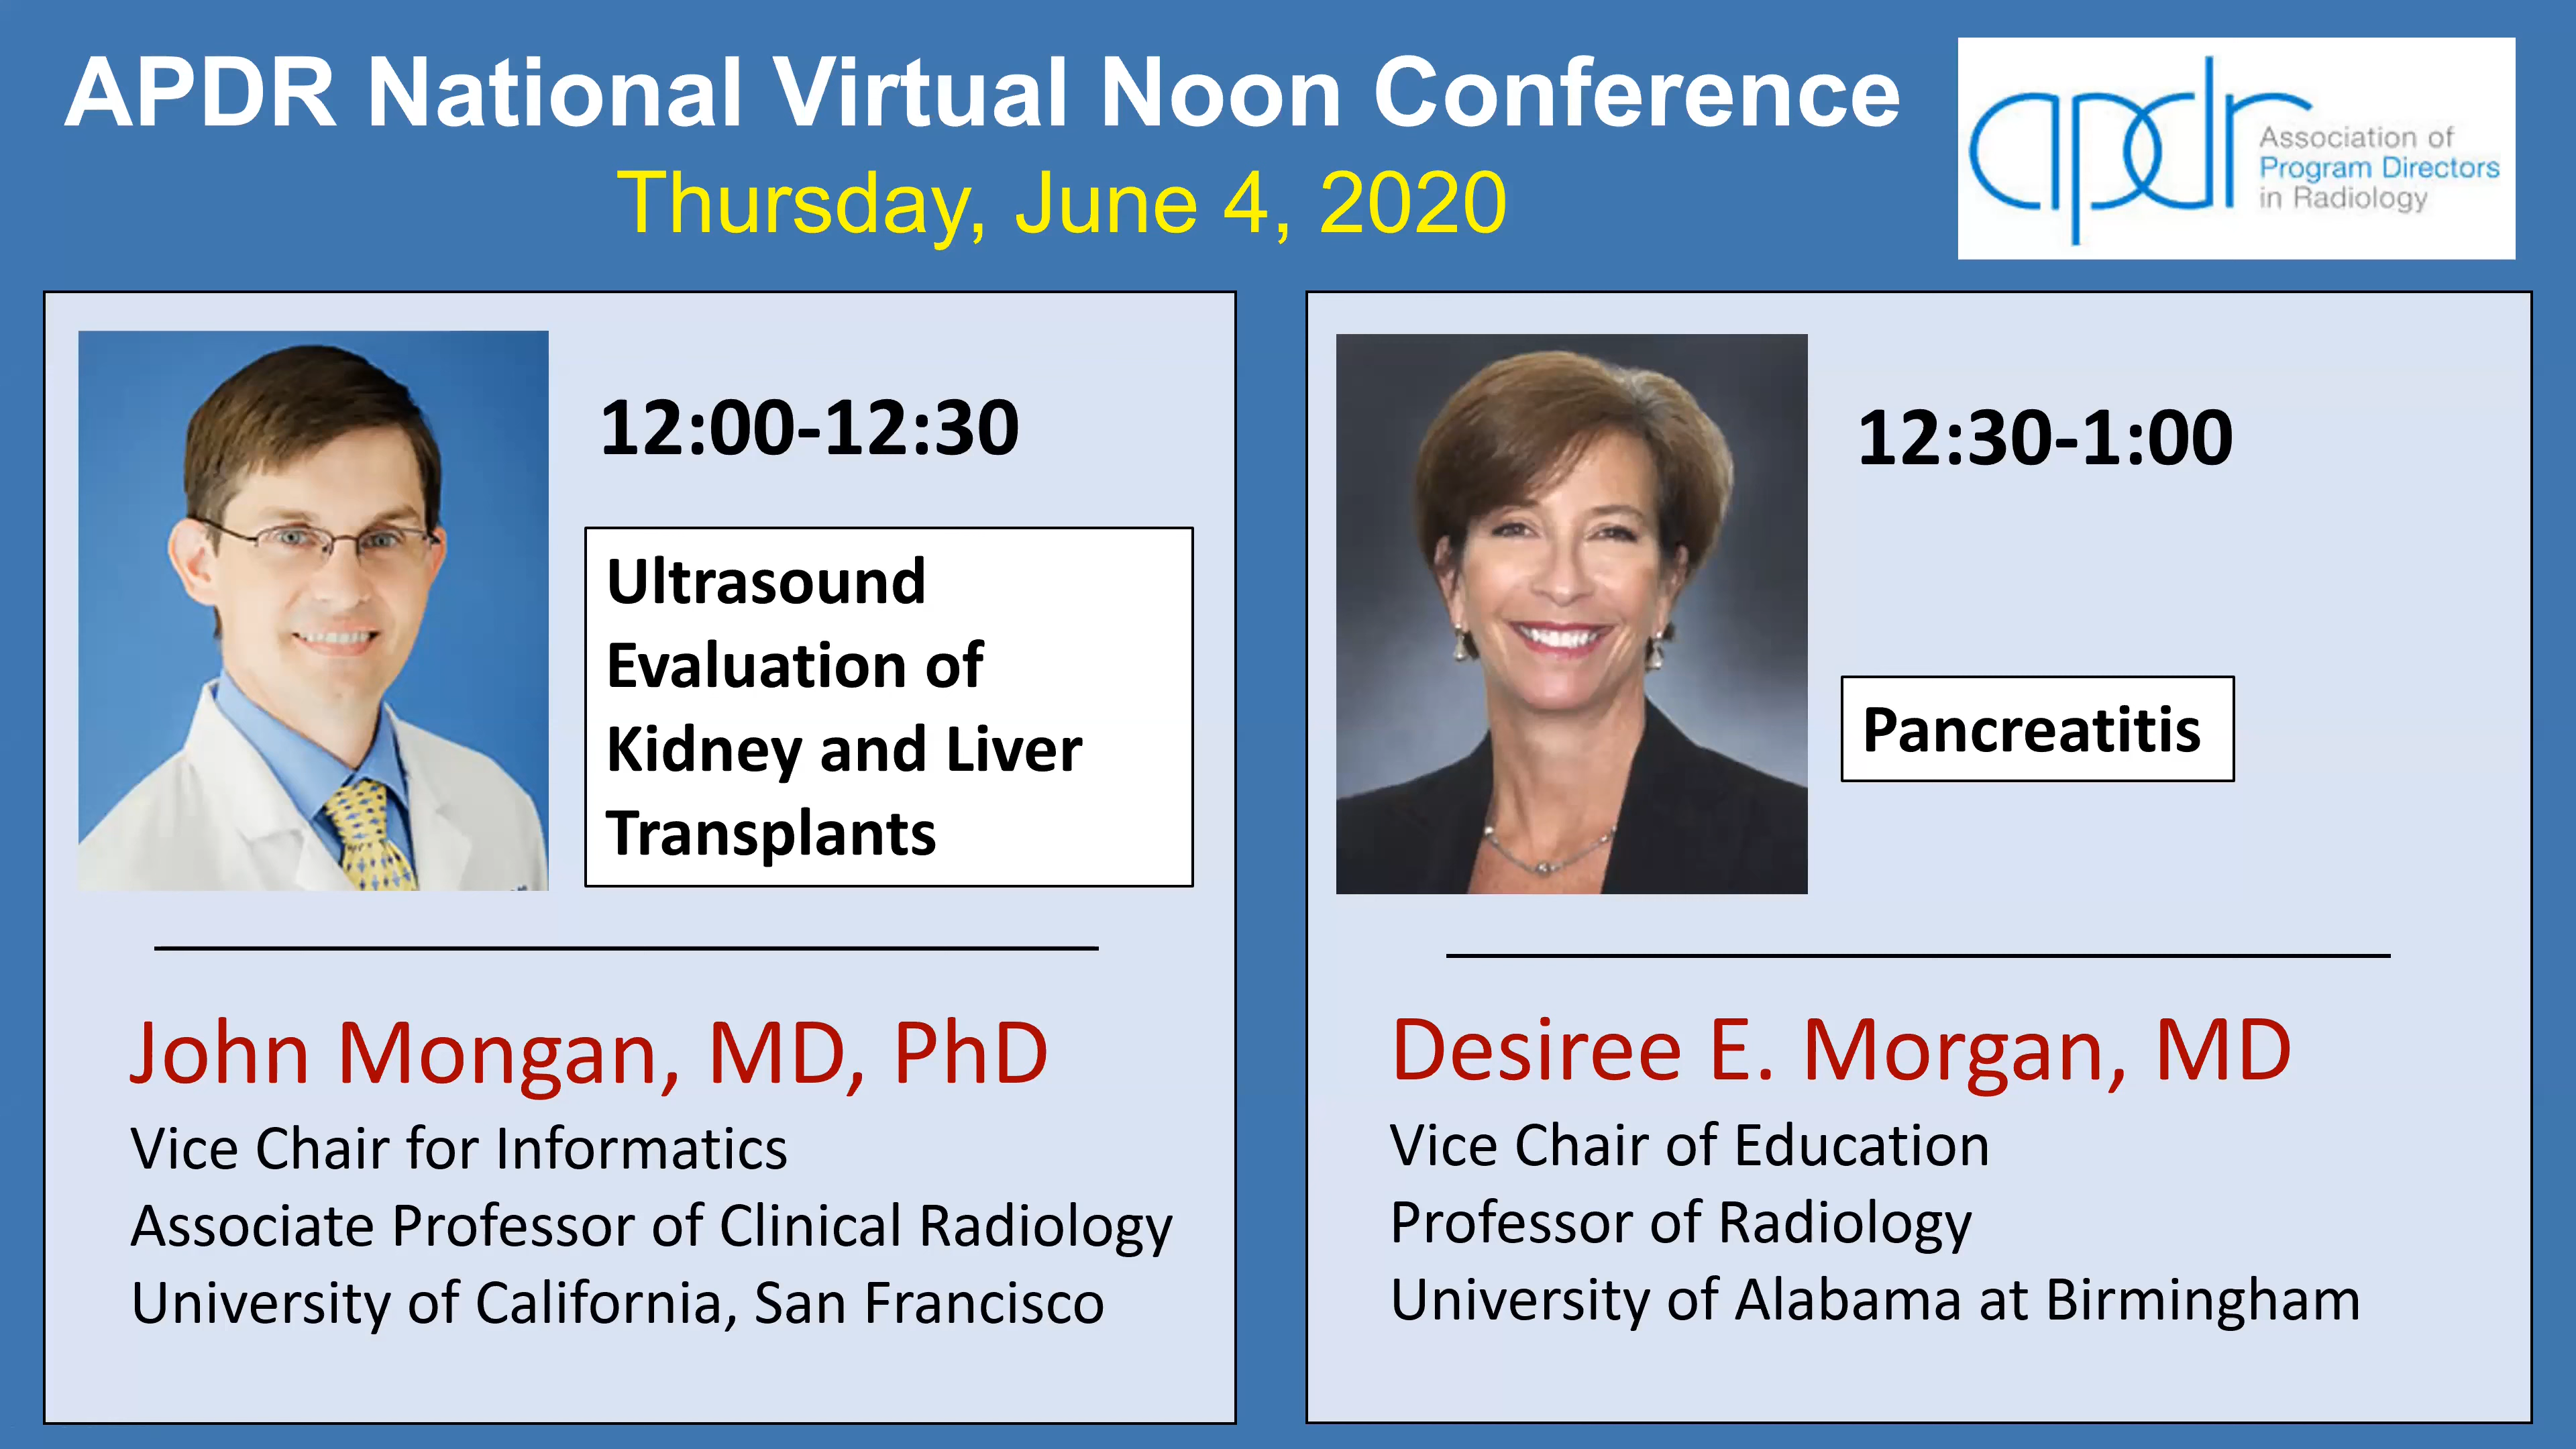 APDR National Virtual Noon Conference
Thursday, June 4, 2020
apdr
Association of
Program Directors
in Radiology
12:00-12:30
Ultrasound
Evaluation of
Kidney and Liver
Transplants
John Mongan, MD, PhD
Vice Chair for Informatics
Associate Professor of Clinical Radiology
University of California, San Francisco
12:30-1:00
Pancreatitis
Desiree E. Morgan, MD
Vice Chair of Education
Professor of Radiology
University of Alabama at Birmingham